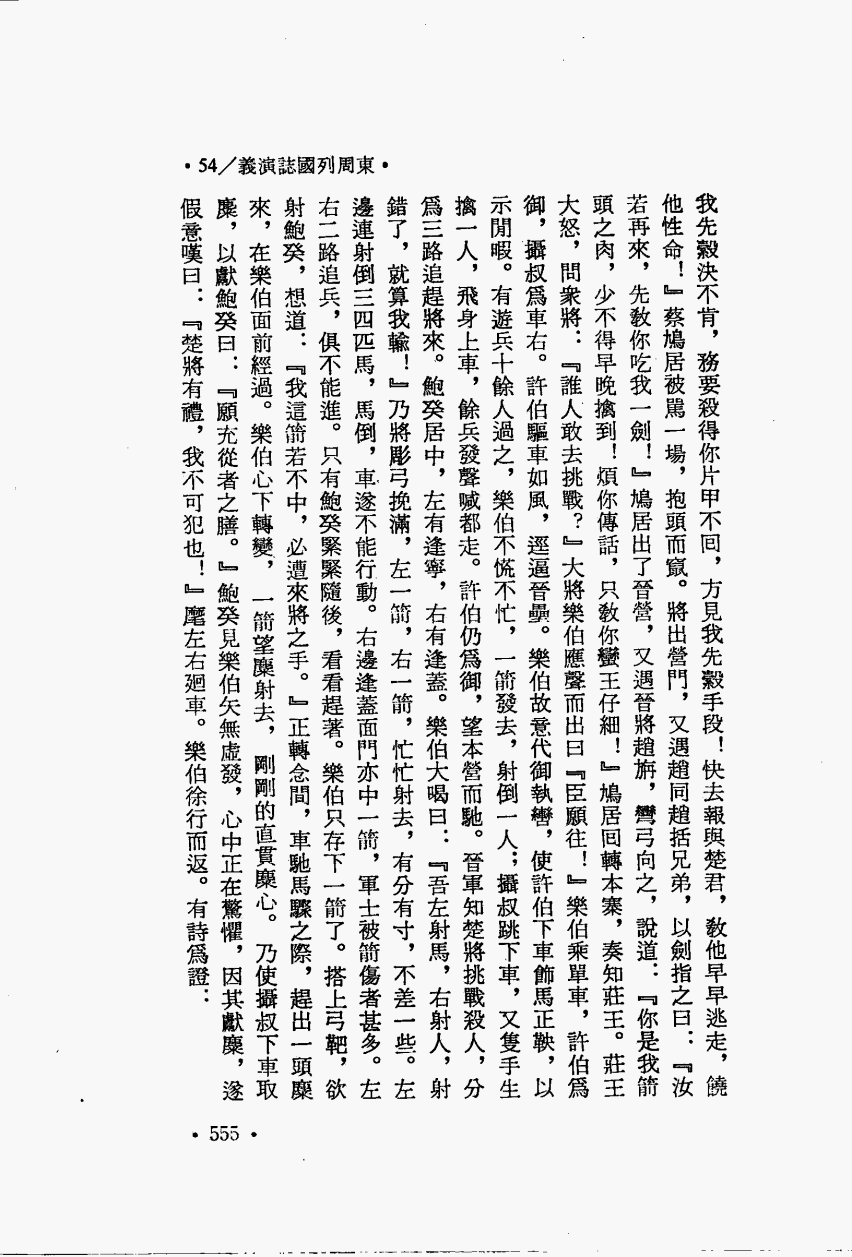 •東周列國誌演義／54•
我先縠決不肯，務要殺得你片甲不回，方見我先縠手段！快去報與楚君，教他早早逃走，饒
他性命！』蔡鳩居被罵一場，抱頭而竄。將出營門，又遇趙同趙括兄弟，以劍指之曰：『汝
若再來，先教你吃我一劍！』鳩居出了晉營，又遇晉將趙旃，彎弓向之，說道：『你是我箭
頭之肉，少不得早晚擒到！煩你傳話，只教你蠻王仔細！』鳩居回轉本寨，奏知莊王。莊王
大怒，問衆將：『誰人敢去挑戰？』大將樂伯應聲而出曰『臣願往！』樂伯乘單車，許伯爲
御，攝叔爲車右。許伯驅車如風，逕逼晉壘。樂伯故意代御執轡，使許伯下車飾馬正鞅，以
示閒暇。有遊兵十餘人過之，樂伯不慌不忙，一箭發去，射倒一人；攝叔跳下車，又隻手生
擒一人，飛身上車，餘兵發聲喊都走。許伯仍爲御，望本營而馳。晉軍知楚將挑戰殺人，分
爲三路追趕將來。鮑癸居中，左有逢寧，右有逢蓋。樂伯大喝曰：『吾左射馬，右射人，射
錯了，就算我輸！』乃將彫弓挽滿，左一箭，右一箭，忙忙射去，有分有寸，不差一些。左
邊連射倒三四匹馬，馬倒，車遂不能行動。右邊逢蓋面門亦中一箭，軍士被箭傷者甚多。左
右二路追兵，俱不能進。只有鮑癸緊緊隨後，看看趕著。樂伯只存下一箭了。搭上弓靶，欲
射鮑癸，想道：『我這箭若不中，必遭來將之手。』正轉念間，車馳馬驟之際，趕出一頭麋
來，在樂伯面前經過。樂伯心下轉變，一箭望麋射去，剛剛的直貫麋心。乃使攝叔下車取
麋，以獻鮑癸曰：『願充從者之膳。』鮑癸見樂伯矢無虛發，心中正在驚懼，因其獻麋，遂
假意嘆曰：『楚將有禮，我不可犯也！』麾左右迴車。樂伯徐行而返。有詩爲證：
•555•